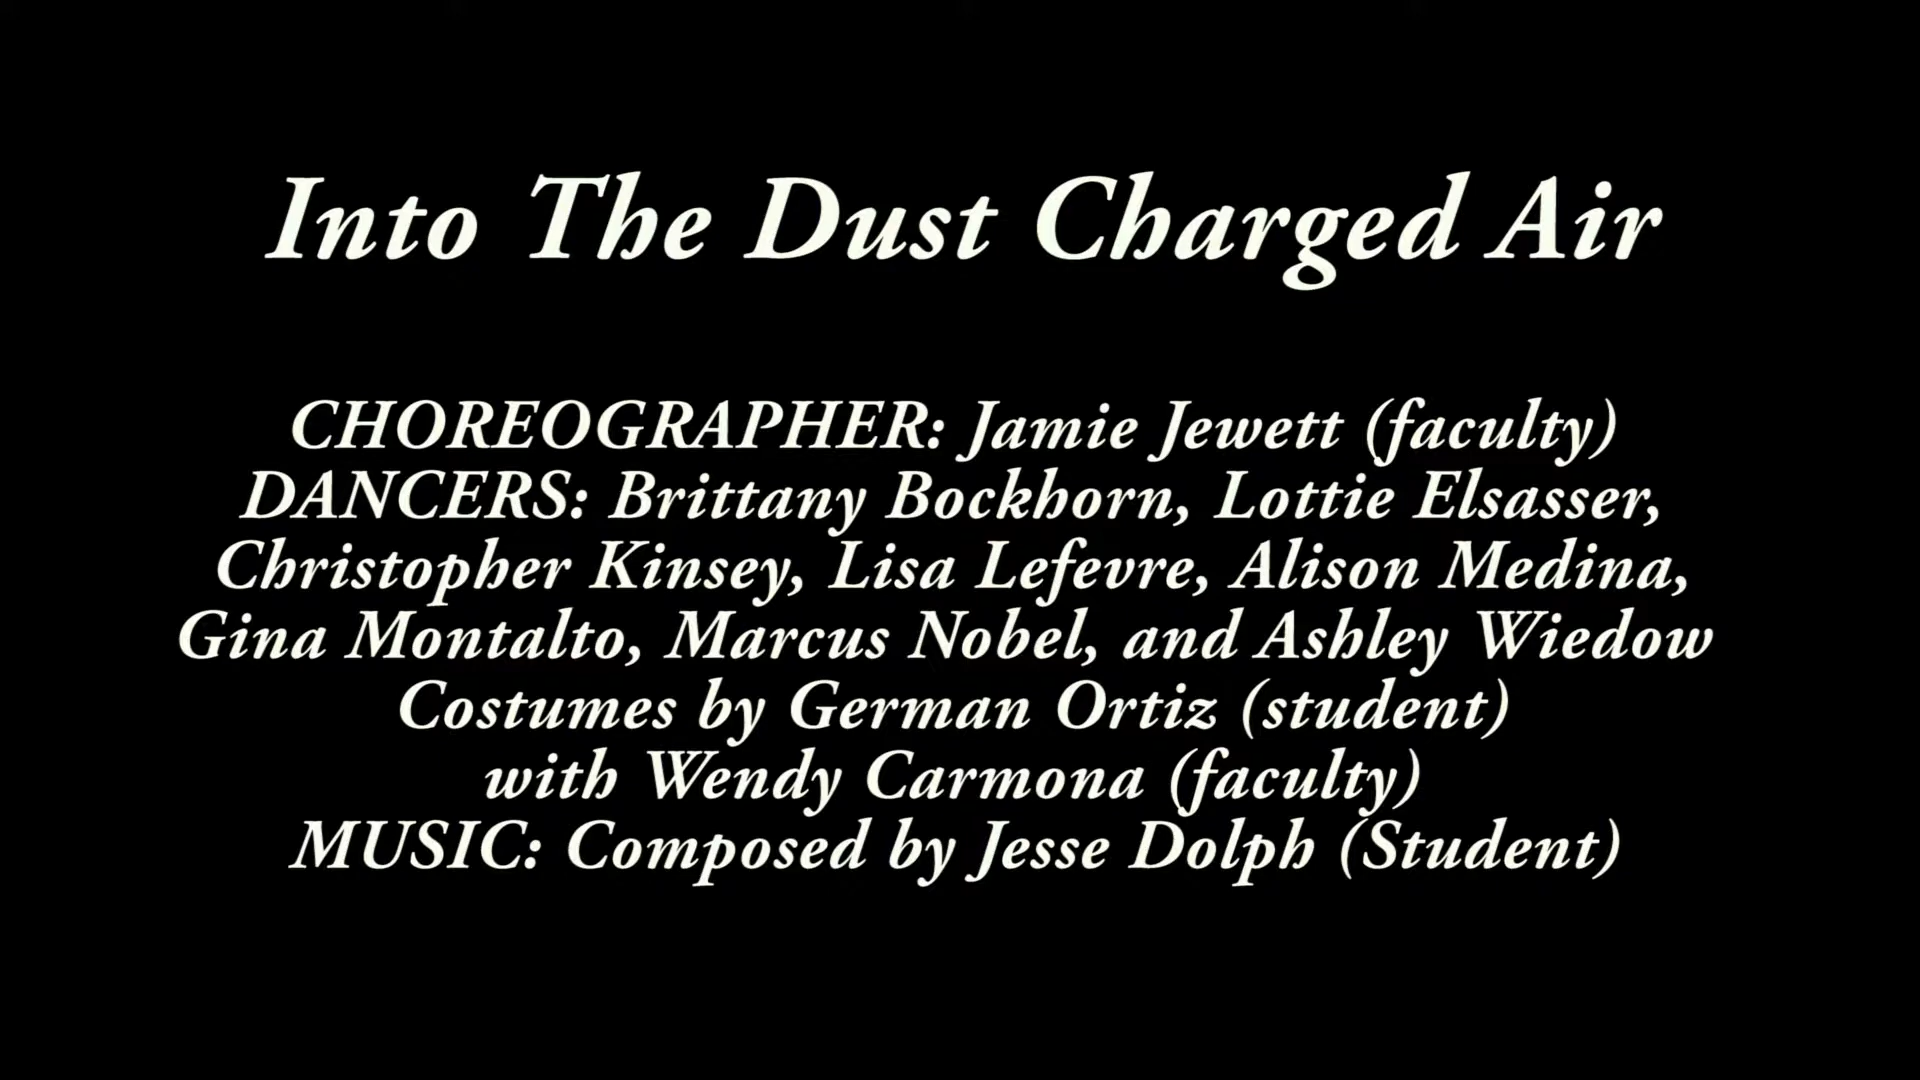 Into The Dust Charged Air
CHOREOGRAPHER: Jamie Jewett (faculty)
DANCERS: Brittany Bockhorn, Lottie Elsasser,
Christopher Kinsey, Lisa Lefevre, Alison Medina,
Gina Montalto, Marcus Nobel, and Ashley Wiedow
Costumes by German Ortiz (student)
with Wendy Carmona (faculty)
MUSIC: Composed by Jesse Dolph (Student)